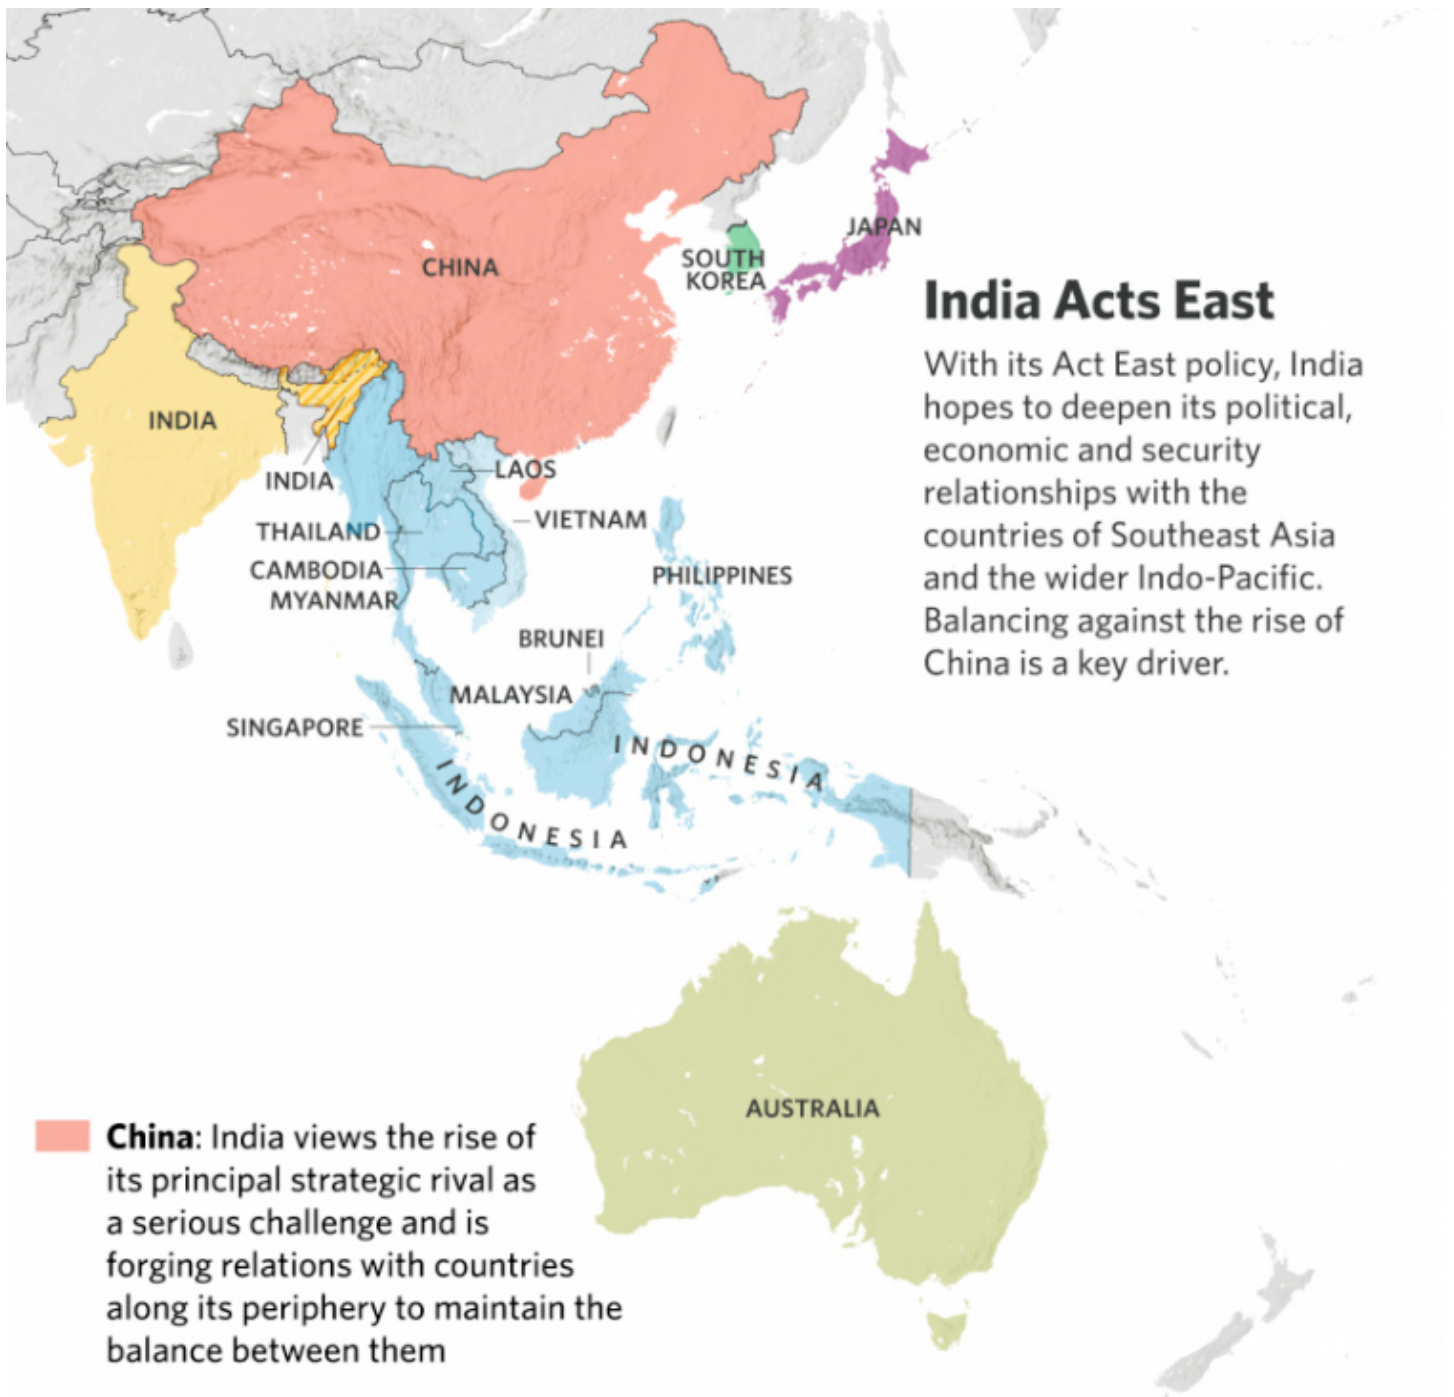 CHINA
JAPAN
SOUTH
KOREA
India Acts East
With its Act East policy, India
hopes to deepen its political,
economic and security
relationships with the
countries of Southeast Asia
and the wider Indo-Pacific.
Balancing against the rise of
China is a key driver.
INDIA
INDIA
LAOS
THAILAND
VIETNAM
CAMBODIA
MYANMAR
PHILIPPINES
BRUNEI
MALAYSIA
SINGAPORE
INDONESIA
INDONESIA
AUSTRALIA
China: India views the rise of
its principal strategic rival as
a serious challenge and is
forging relations with countries
along its periphery to maintain the
balance between them